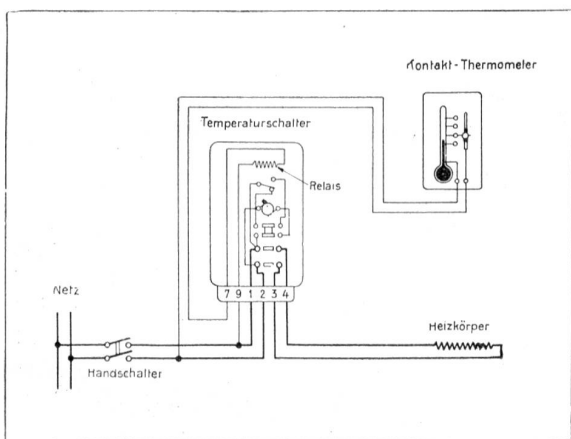 Kontakt-Thermometer
Temperaturschalter
Relais
7 9 1 2 3 4
Netz
Heizkörper
Handschalter